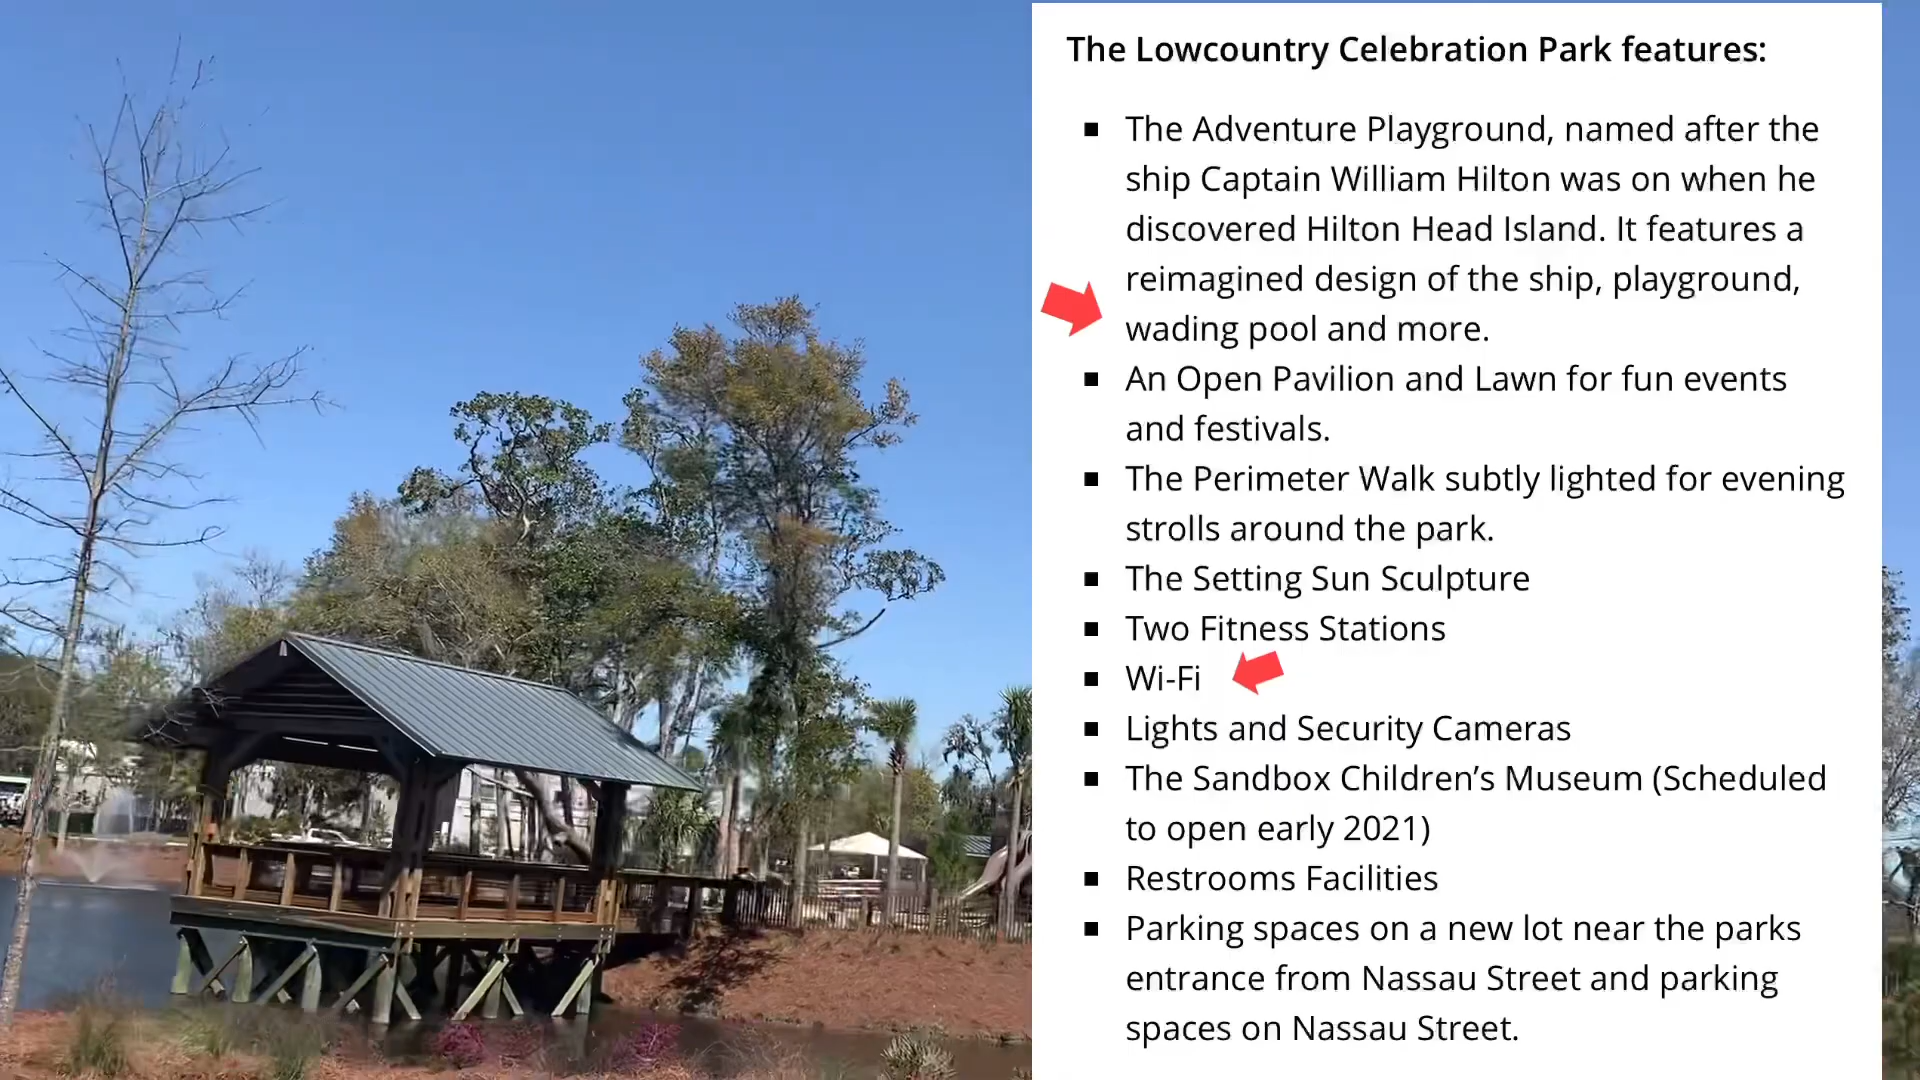 The Lowcountry Celebration Park features:
The Adventure Playground, named after the
ship Captain William Hilton was on when he
discovered Hilton Head Island. It features a
reimagined design of the ship, playground,
wading pool and more.
An Open Pavilion and Lawn for fun events
and festivals.
The Perimeter Walk subtly lighted for evening
strolls around the park.
The Setting Sun Sculpture
Two Fitness Stations
Wi-Fi
Lights and Security Cameras
The Sandbox Children’s Museum (Scheduled
to open early 2021)
Restrooms Facilities
Parking spaces on a new lot near the parks
entrance from Nassau Street and parking
spaces on Nassau Street.